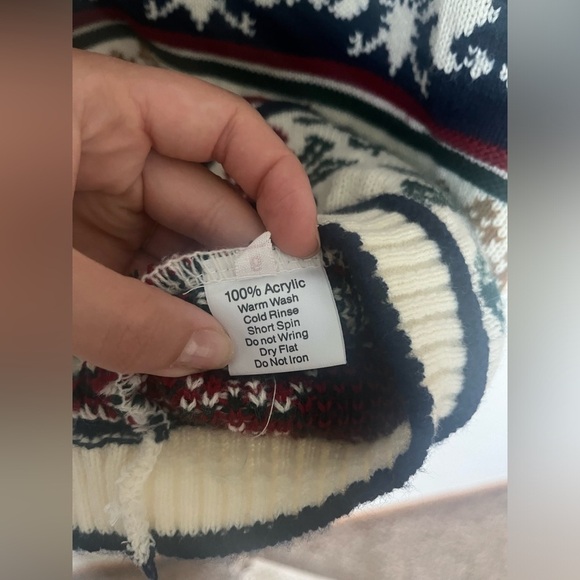 100% Acrylic
Warm Wash
Cold Rinse
Short Spin
Do not Wring
Dry Flat
Do Not Iron